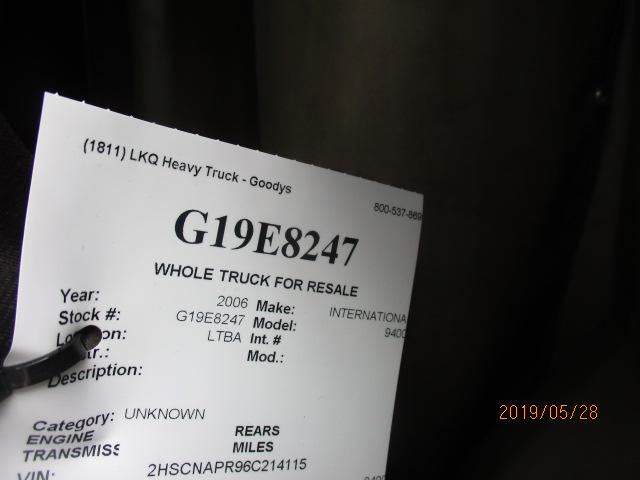 (1811) LKQ Heavy Truck - Goodys
800-537-869
G19E8247
WHOLE TRUCK FOR RESALE
Year: 2006 Make: INTERNATIONA
Stock #: G19E8247 Model: 9400
LTBA Int. #
Mod.:
Description:
Category: UNKNOWN
ENGINE REARS
TRANSMISS MILES
VIN: 2HSCNAPR96C214115
2019/05/28